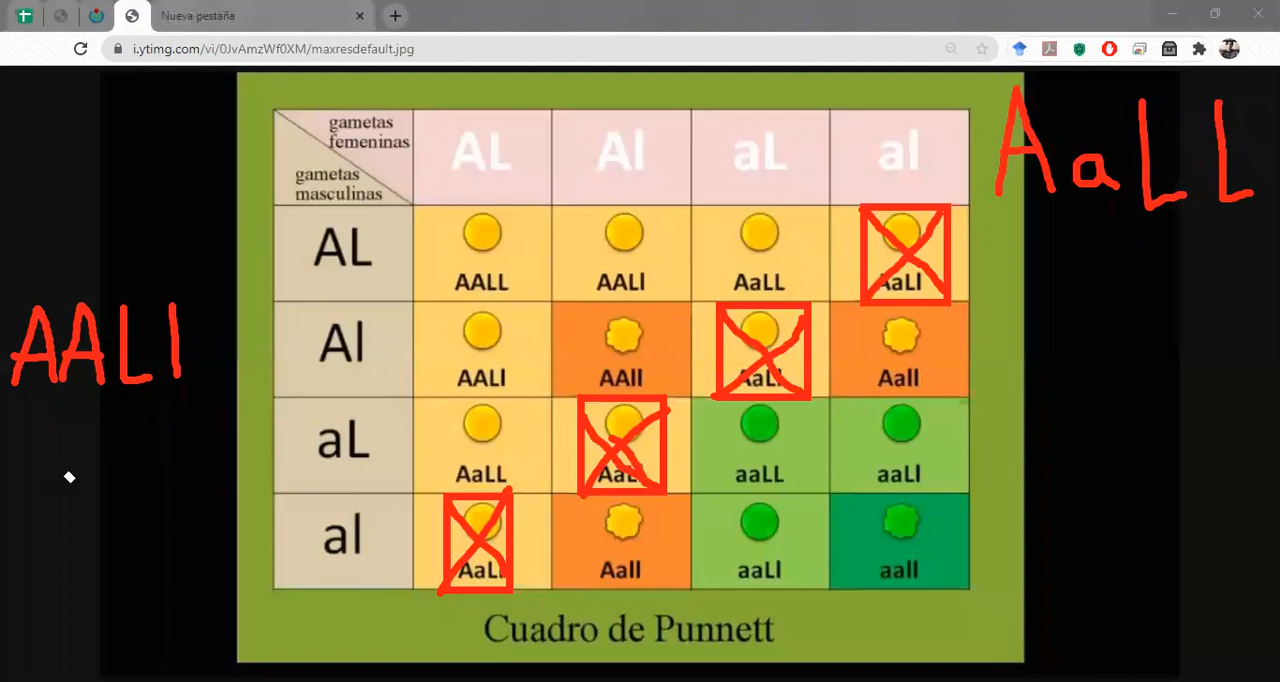 Nueva pestaña
i.ytimg.com/vi/0JvAmzWf0XM/maxresdefault.jpg
gametas
femeninas
gametas
masculinas
AL Al aL al
AaLL
AL
AALL AALl AaLL AaLl
AALl
Al
AALl AAll AaLl Aall
aL
AaLL AaLl aaLL aaLl
al
AaLl Aall aaLl aall
Cuadro de Punnett